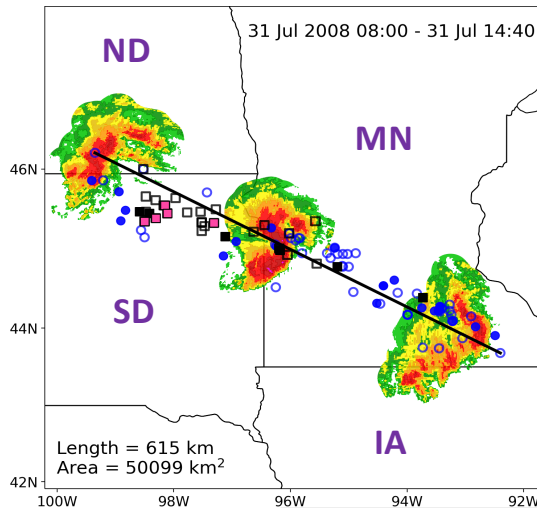 31 Jul 2008 08:00 - 31 Jul 14:40
ND
MN
46N
SD
44N
IA
Length = 615 km
Area = 50099 km²
42N
100W 98W 96W 94W 92W